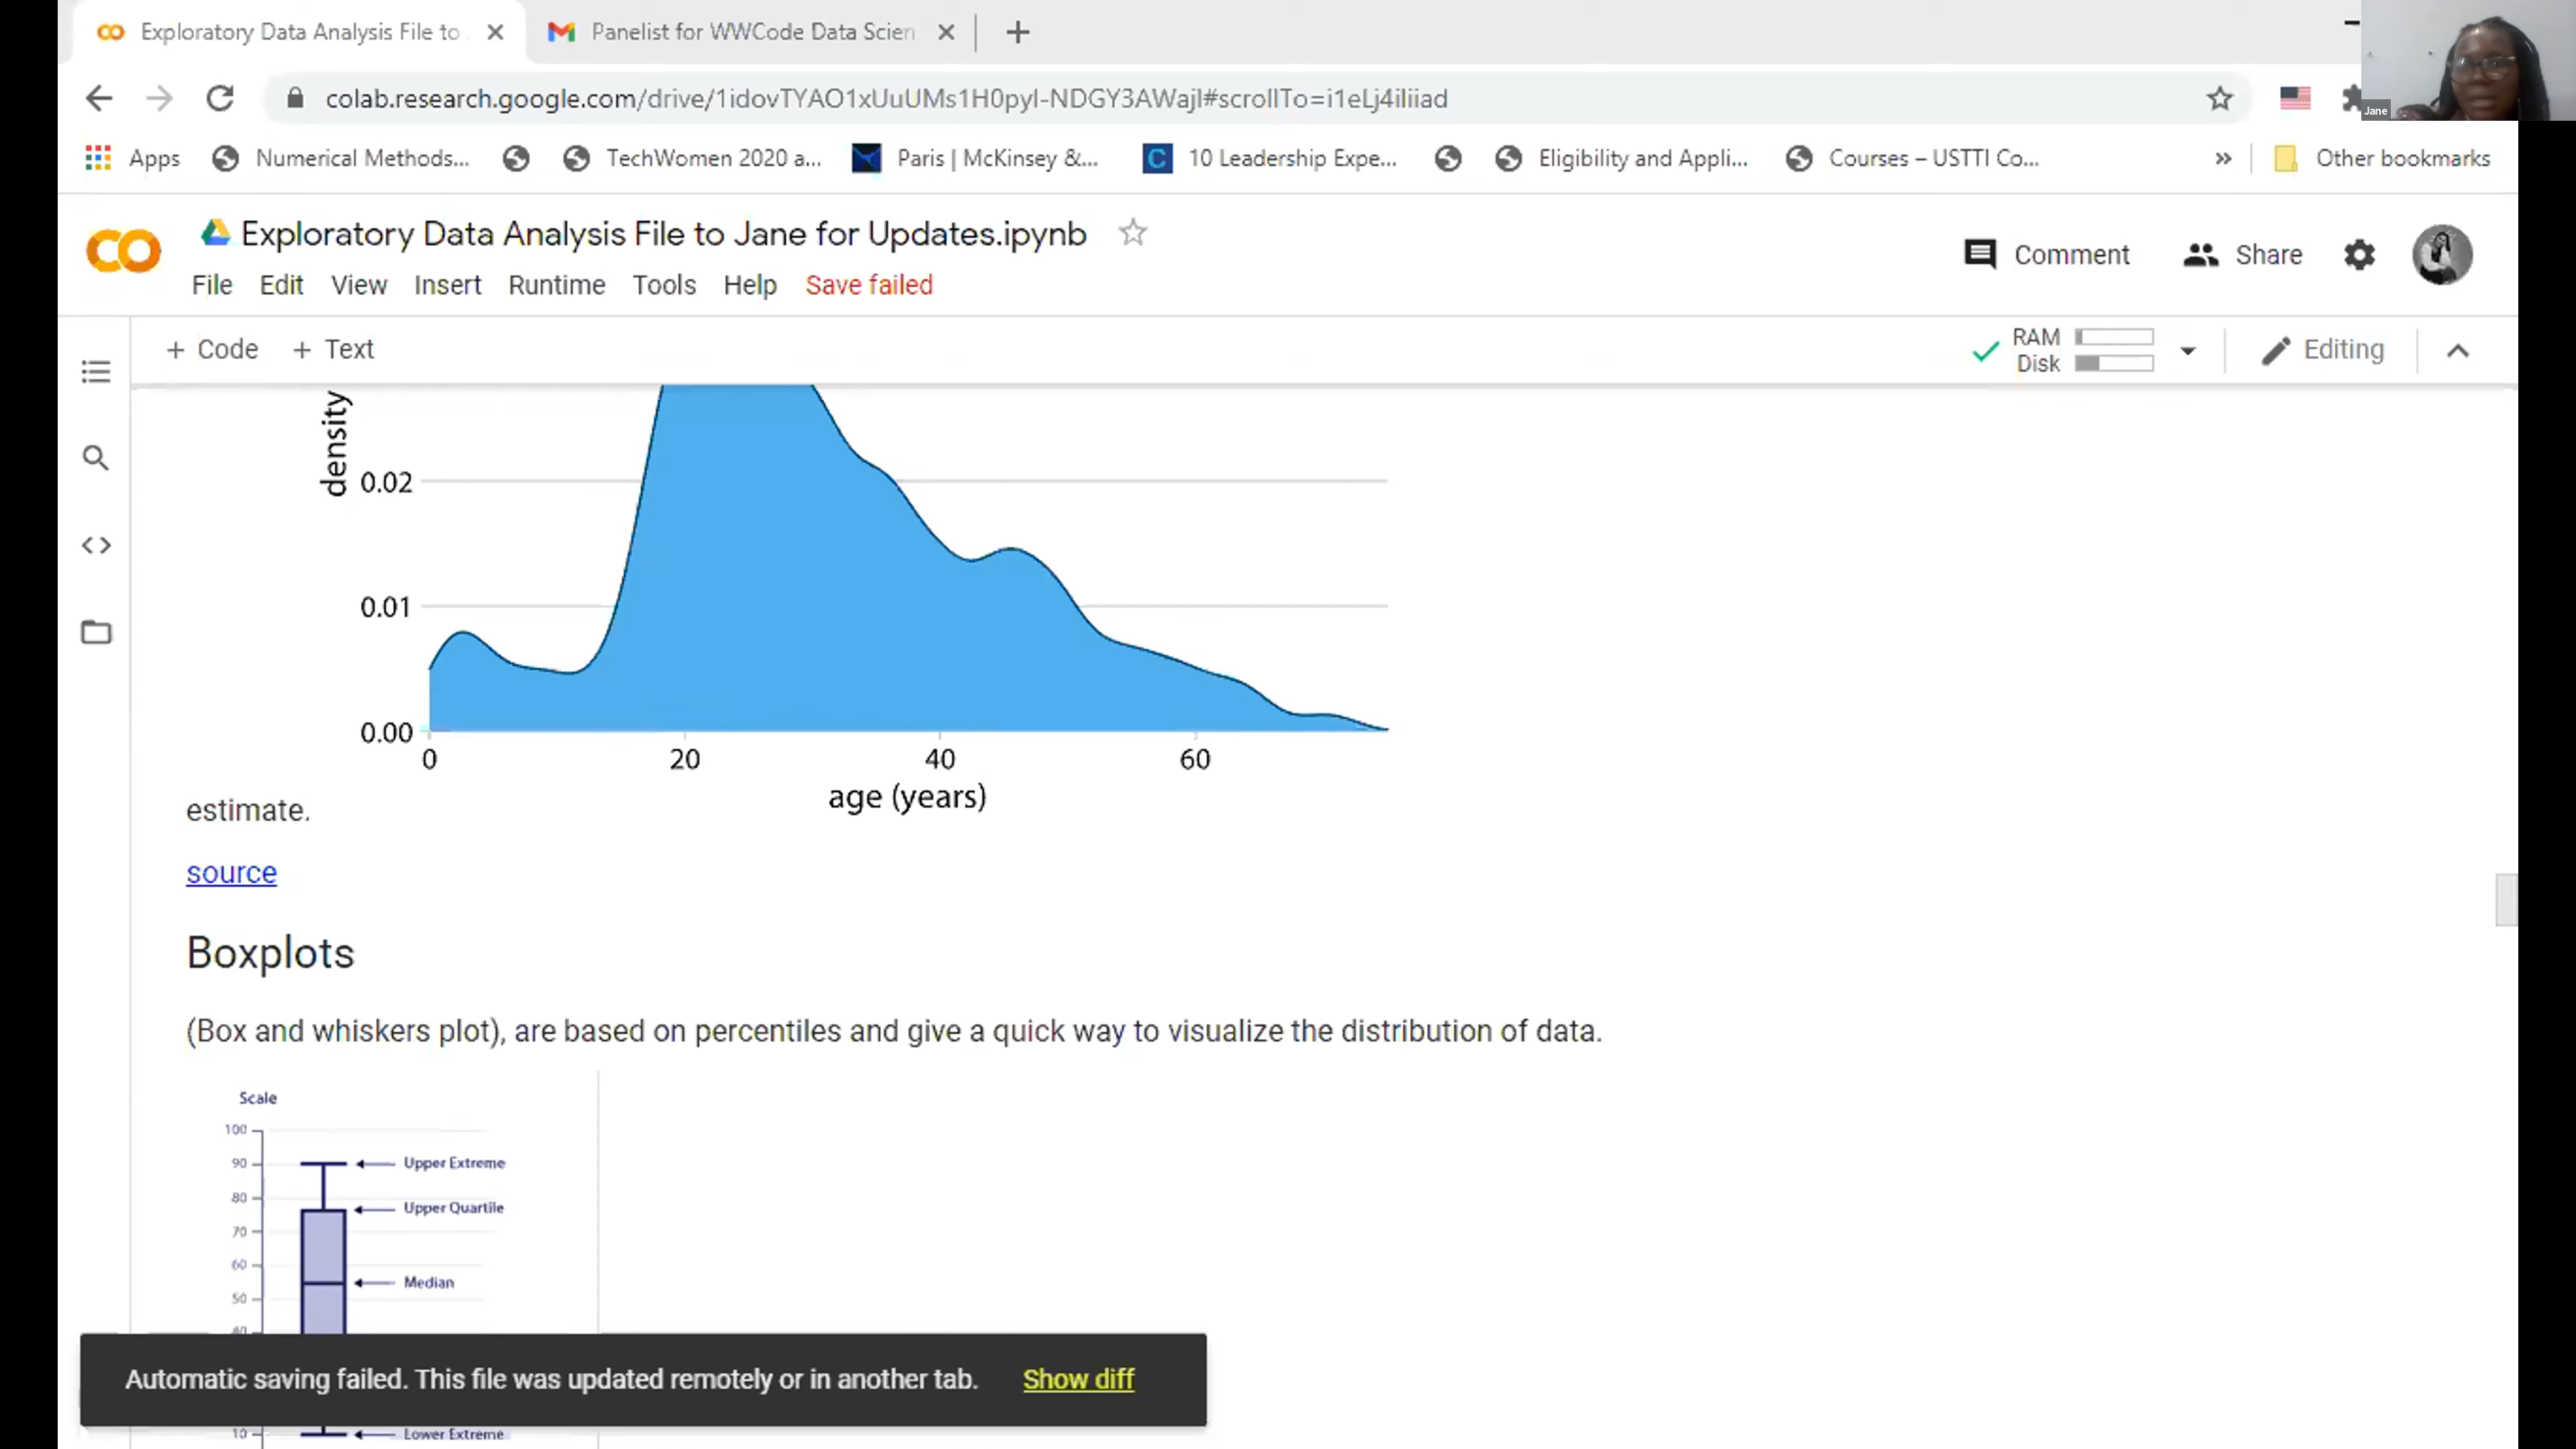 Exploratory Data Analysis File to
Panelist for WWCode Data Scien
colab.research.google.com/drive/1idovTYAO1xUuUMs1H0pyI-NDGY3AWajl#scrollTo=i1eLj4iliiad
Jane
Apps
Numerical Methods...
TechWomen 2020 a...
Paris | McKinsey &...
10 Leadership Expe...
Eligibility and Appli...
Courses – USTTI Co...
Other bookmarks
Exploratory Data Analysis File to Jane for Updates.ipynb
Comment
Share
File Edit View Insert Runtime Tools Help Save failed
+ Code + Text
RAM
Disk
Editing
density
0.02
0.01
0.00
0 20 40 60
age (years)
estimate.
source
Boxplots
(Box and whiskers plot), are based on percentiles and give a quick way to visualize the distribution of data.
Scale
100
90 Upper Extreme
80
Upper Quartile
70
60
Median
50
40
Automatic saving failed. This file was updated remotely or in another tab. Show diff
10 Lower Extreme